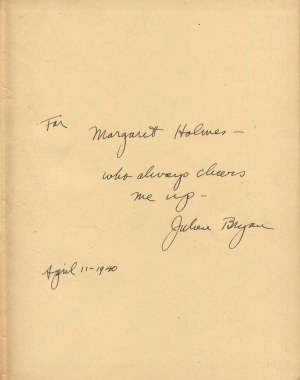 For
Margaret Holmes —
who always cheers
me up —
Julien Bryan
April 11-1940